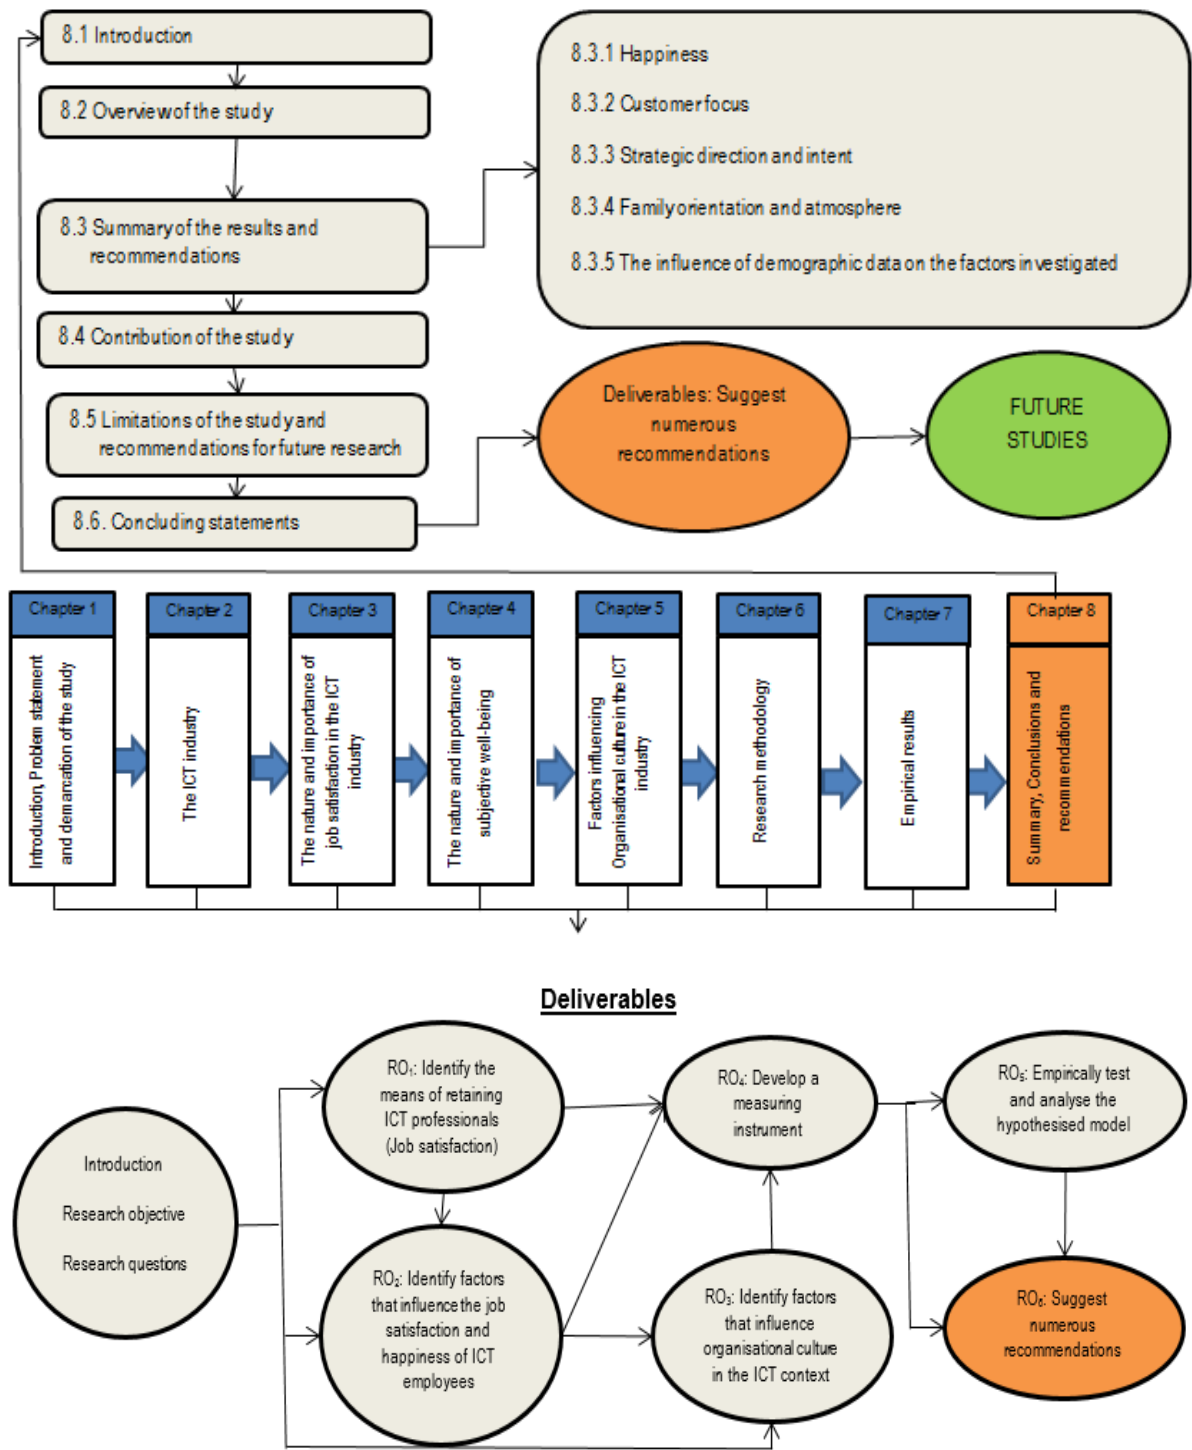 8.1 Introduction
8.2 Overview of the study
8.3 Summary of the results and
recommendations
8.4 Contribution of the study
8.5 Limitations of the study and
recommendations for future research
8.6. Concluding statements
8.3.1 Happiness
8.3.2 Customer focus
8.3.3 Strategic direction and intent
8.3.4 Family orientation and atmosphere
8.3.5 The influence of demographic data on the factors investigated
Deliverables: Suggest
numerous
recommendations
FUTURE
STUDIES
Chapter 1
Introduction, Problem statement
and demarcation of the study
Chapter 2
The ICT industry
Chapter 3
The nature and importance of
job satisfaction in the ICT
industry
Chapter 4
The nature and importance of
subjective well-being
Chapter 5
Factors influencing
Organisational culture in the ICT
industry
Chapter 6
Research methodology
Chapter 7
Empirical results
Chapter 8
Summary, Conclusions and
recommendations
Deliverables
Introduction
Research objective
Research questions
RO₁: Identify the
means of retaining
ICT professionals
(Job satisfaction)
RO₂: Identify factors
that influence the job
satisfaction and
happiness of ICT
employees
RO₄: Develop a
measuring
instrument
RO₃: Identify factors
that influence
organisational culture
in the ICT context
RO₅: Empirically test
and analyse the
hypothesised model
RO₆: Suggest
numerous
recommendations